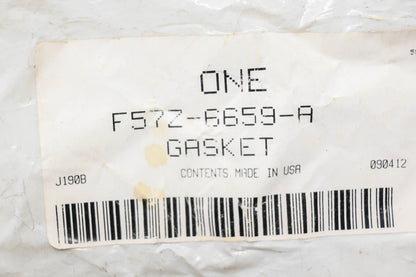 ONE
F57Z-6659-A
GASKET
CONTENTS MADE IN USA
J190B 090412